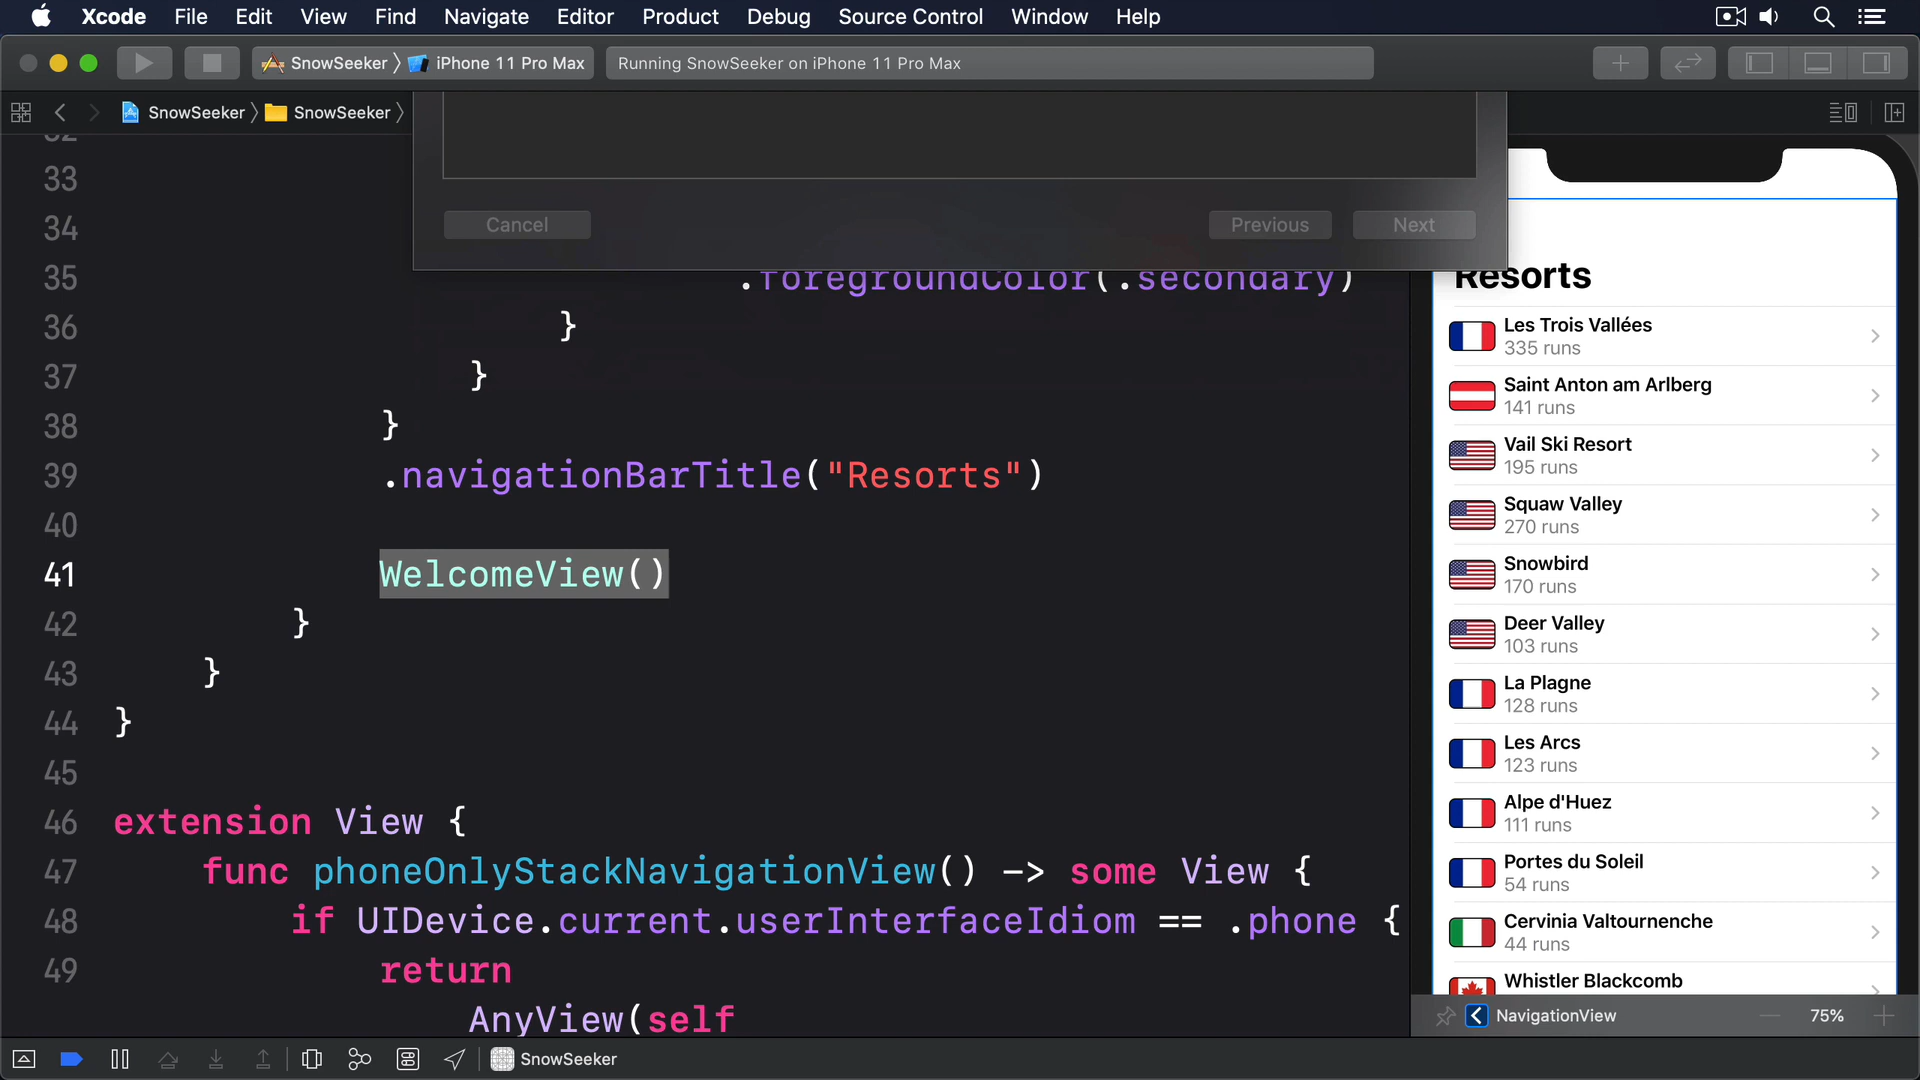 Xcode File Edit View Find Navigate Editor Product Debug Source Control Window Help
SnowSeeker iPhone 11 Pro Max Running SnowSeeker on iPhone 11 Pro Max
SnowSeeker SnowSeeker
Cancel Previous Next
32
33
34
35 .foregroundColor(.secondary)
36 }
37 }
38 }
39 .navigationBarTitle("Resorts")
40
41 WelcomeView()
42 }
43 }
44 }
45
46 extension View {
47 func phoneOnlyStackNavigationView() -> some View {
48 if UIDevice.current.userInterfaceIdiom == .phone {
49 return
AnyView(self
Resorts
Les Trois Vallées
335 runs
Saint Anton am Arlberg
141 runs
Vail Ski Resort
195 runs
Squaw Valley
270 runs
Snowbird
170 runs
Deer Valley
103 runs
La Plagne
128 runs
Les Arcs
123 runs
Alpe d'Huez
111 runs
Portes du Soleil
54 runs
Cervinia Valtournenche
44 runs
Whistler Blackcomb
NavigationView 75%
SnowSeeker